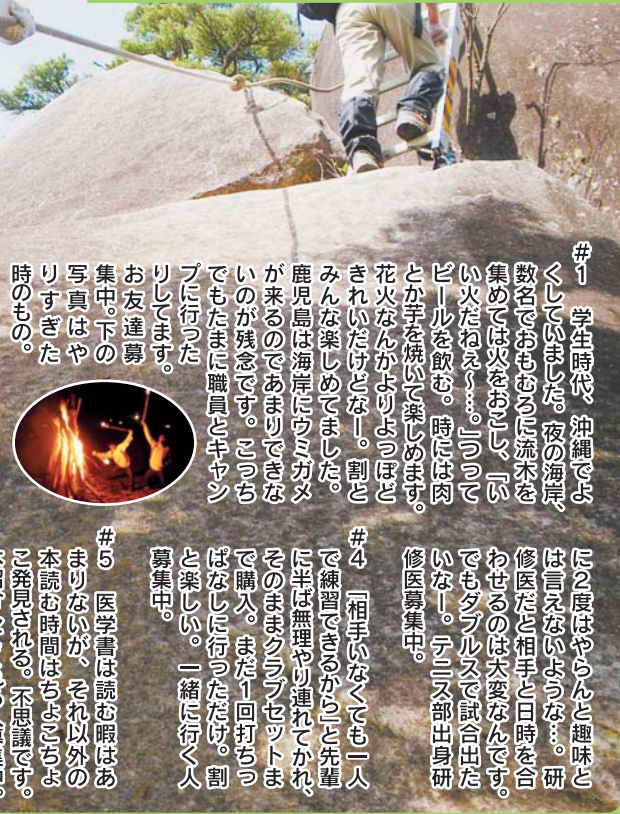 #1　学生時代、沖縄でよ
くしていました。夜の海岸、
数名でおもむろに流木を
集めては火をおこし、「い
い火だねぇ〜…。」つって
ビールを飲む。時には肉
とか芋を焼いて楽しめます。
花火なんかよりよっぽど
きれいだけどなー。割と
みんな楽しめてました。
鹿児島は海岸にウミガメ
が来るのであまりできな
いのが残念です。こっち
でもたまに職員とキャン
プに行った
りしてます。
お友達募
集中。下の
写真はや
りすぎた
時のもの。
に2度はやらんと趣味と
は言えないような…。研
修医だと相手と日時を合
わせるのは大変なんです。
でもダブルスで試合出た
いなー。テニス部出身研
修医募集中。
#4　「相手いなくても一人
で練習できるから」と先輩
に半ば無理やり連れてかれ、
そのままクラブセットま
で購入。まだ1回打ちっ
ぱなしに行っただけ。割
と楽しい。一緒に行く人
募集中。
#5　医学書は読む暇はあ
まりないが、それ以外の
本読む時間はちょこちょ
こ発見される。不思議です。